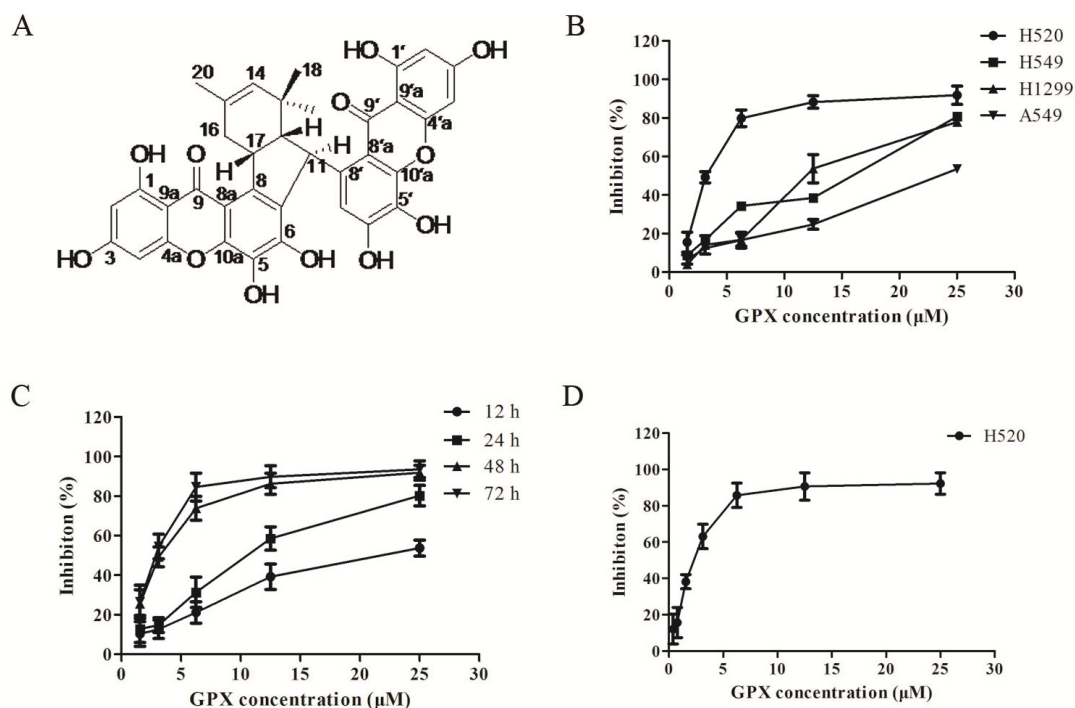 A
HO 1' OH
20 14 18 9'a
O 9' 4'a
16 17 H H 8'a O
H 11 10'a
OH O 8 8' 5'
1 8a OH
9a 9 6
HO 3 4a O 10a 5 OH OH
OH
B
H520
H549
H1299
A549
120
100
80
60
40
20
0
Inhibiton (%)
0 5 10 15 20 25 30
GPX concentration (μM)
C
12 h
24 h
48 h
72 h
120
100
80
60
40
20
0
Inhibiton (%)
0 5 10 15 20 25 30
GPX concentration (μM)
D
H520
120
100
80
60
40
20
0
Inhibiton (%)
0 5 10 15 20 25 30
GPX concentration (μM)